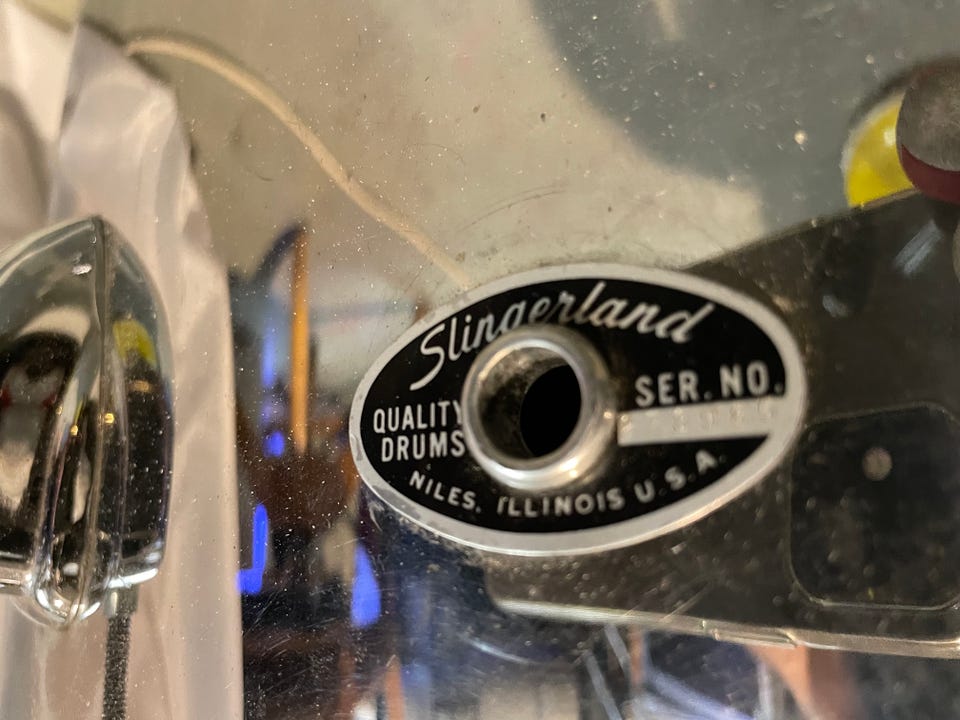 Slingerland
QUALITY
DRUMS
SER. NO.
NILES, ILLINOIS U.S.A.